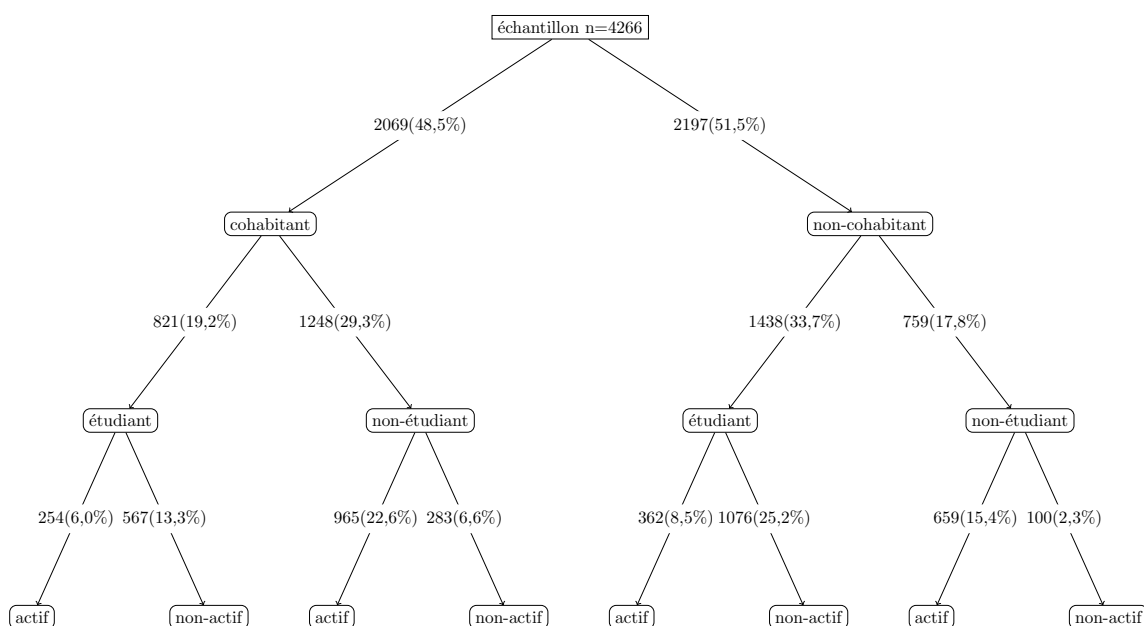 échantillon n=4266
2069(48,5%) 2197(51,5%)
cohabitant non-cohabitant
821(19,2%) 1248(29,3%) 1438(33,7%) 759(17,8%)
étudiant non-étudiant étudiant non-étudiant
254(6,0%) 567(13,3%) 965(22,6%) 283(6,6%) 362(8,5%) 1076(25,2%) 659(15,4%) 100(2,3%)
actif non-actif actif non-actif actif non-actif actif non-actif